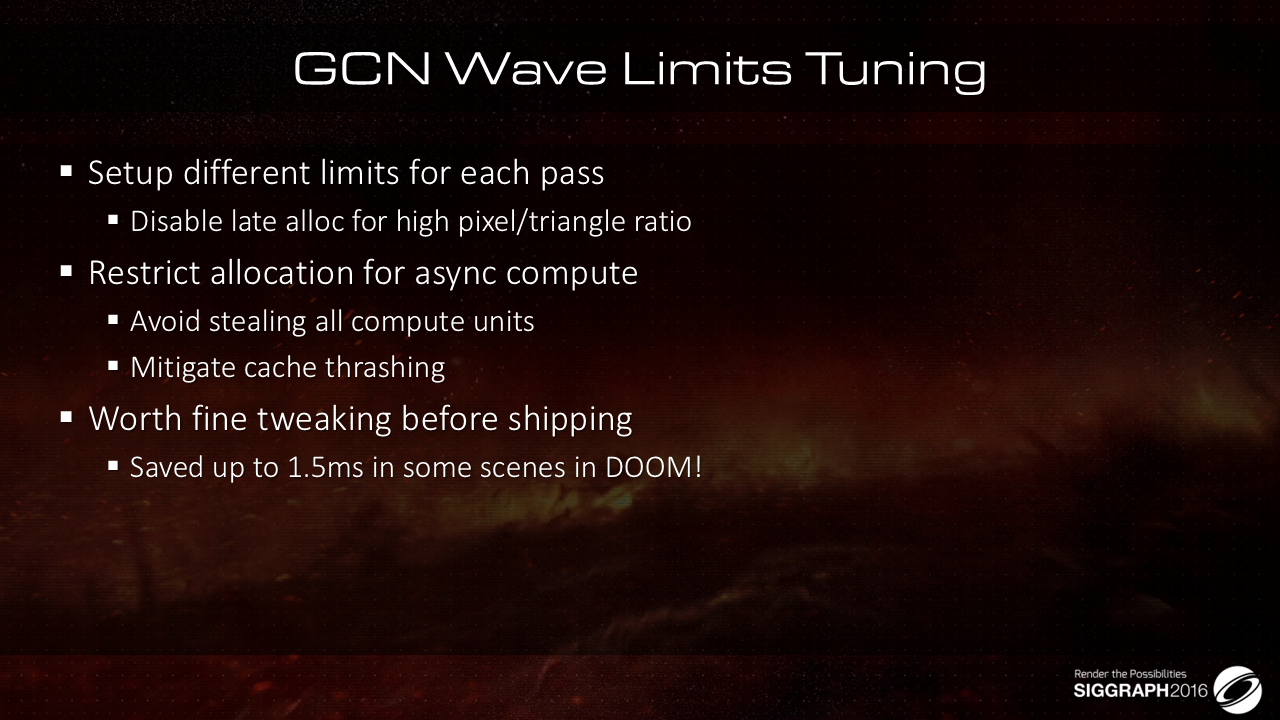 GCN Wave Limits Tuning
▪ Setup different limits for each pass
▪ Disable late alloc for high pixel/triangle ratio
▪ Restrict allocation for async compute
▪ Avoid stealing all compute units
▪ Mitigate cache thrashing
▪ Worth fine tweaking before shipping
▪ Saved up to 1.5ms in some scenes in DOOM!
Render the Possibilities
SIGGRAPH2016